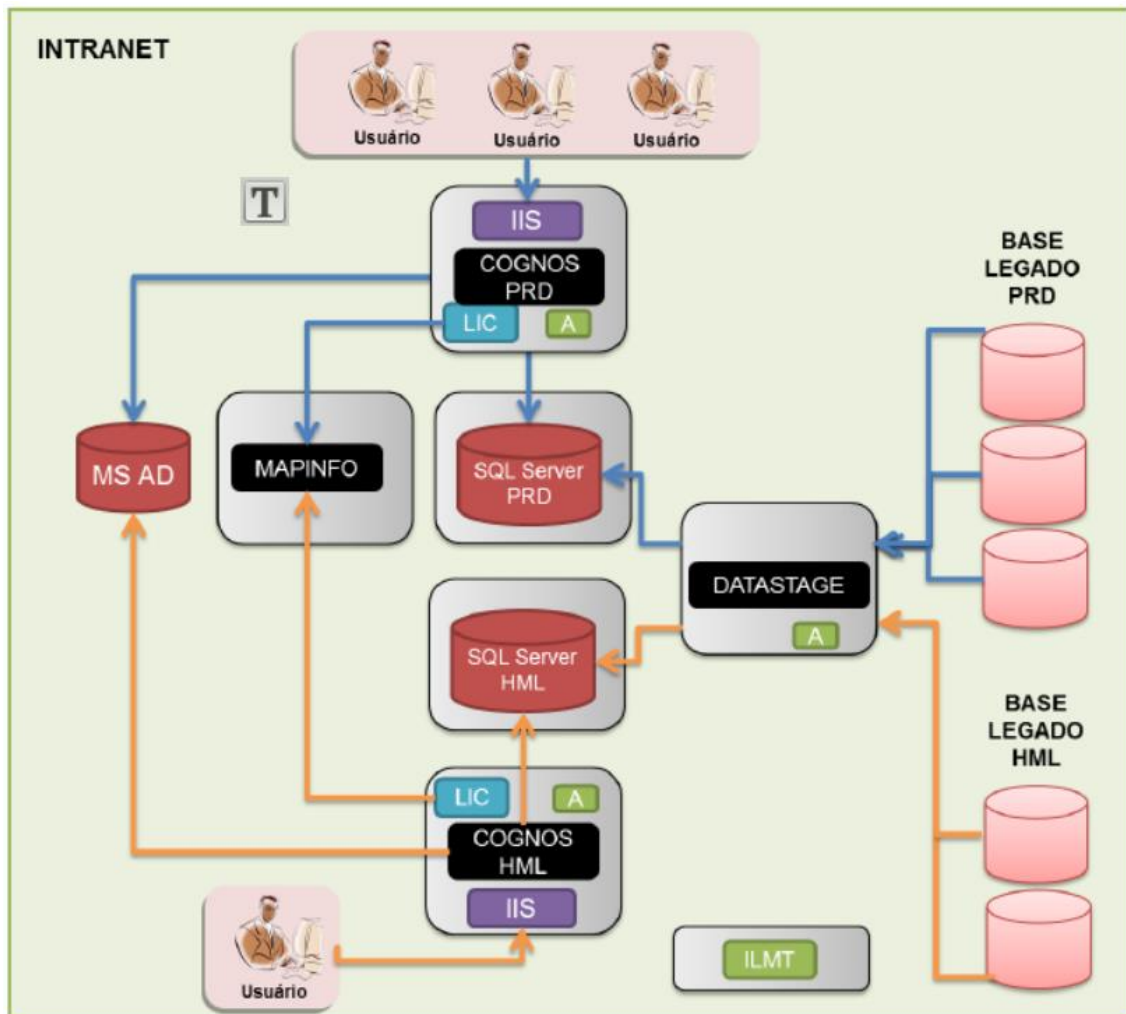 INTRANET
Usuário
Usuário
Usuário
T
IIS
COGNOS
PRD
LIC
A
BASE
LEGADO
PRD
MS AD
MAPINFO
SQL Server
PRD
DATASTAGE
A
SQL Server
HML
BASE
LEGADO
HML
LIC
A
COGNOS
HML
IIS
Usuário
ILMT